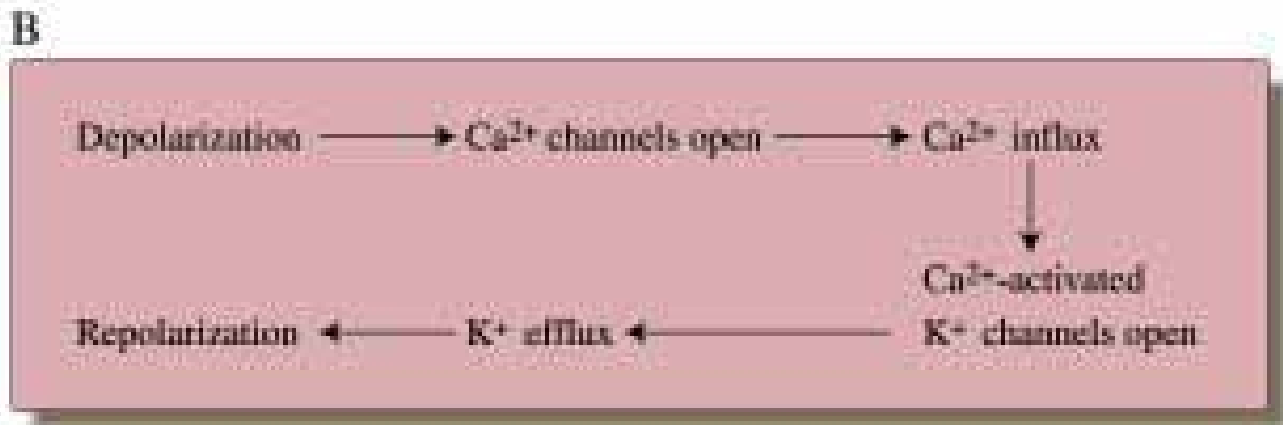 B
Depolarization Ca²⁺ channels open Ca²⁺ influx
Ca²⁺-activated
Repolarization K⁺ efflux K⁺ channels open